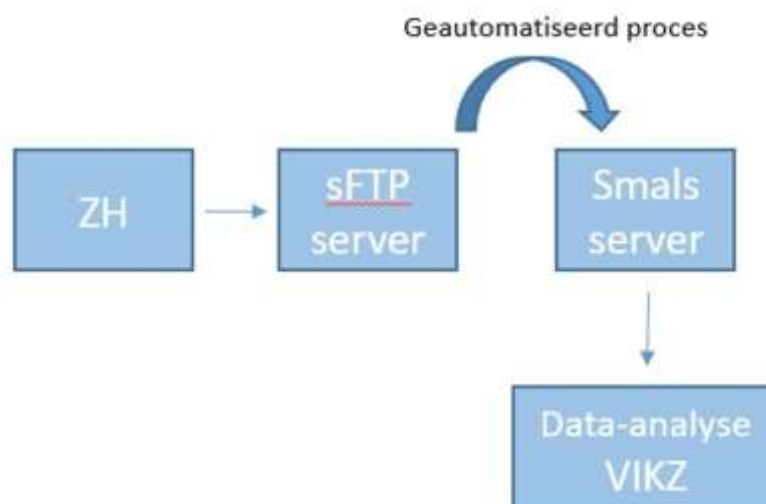 Geautomatiseerd proces
ZH
sFTP
server
Smals
server
Data-analyse
VIKZ